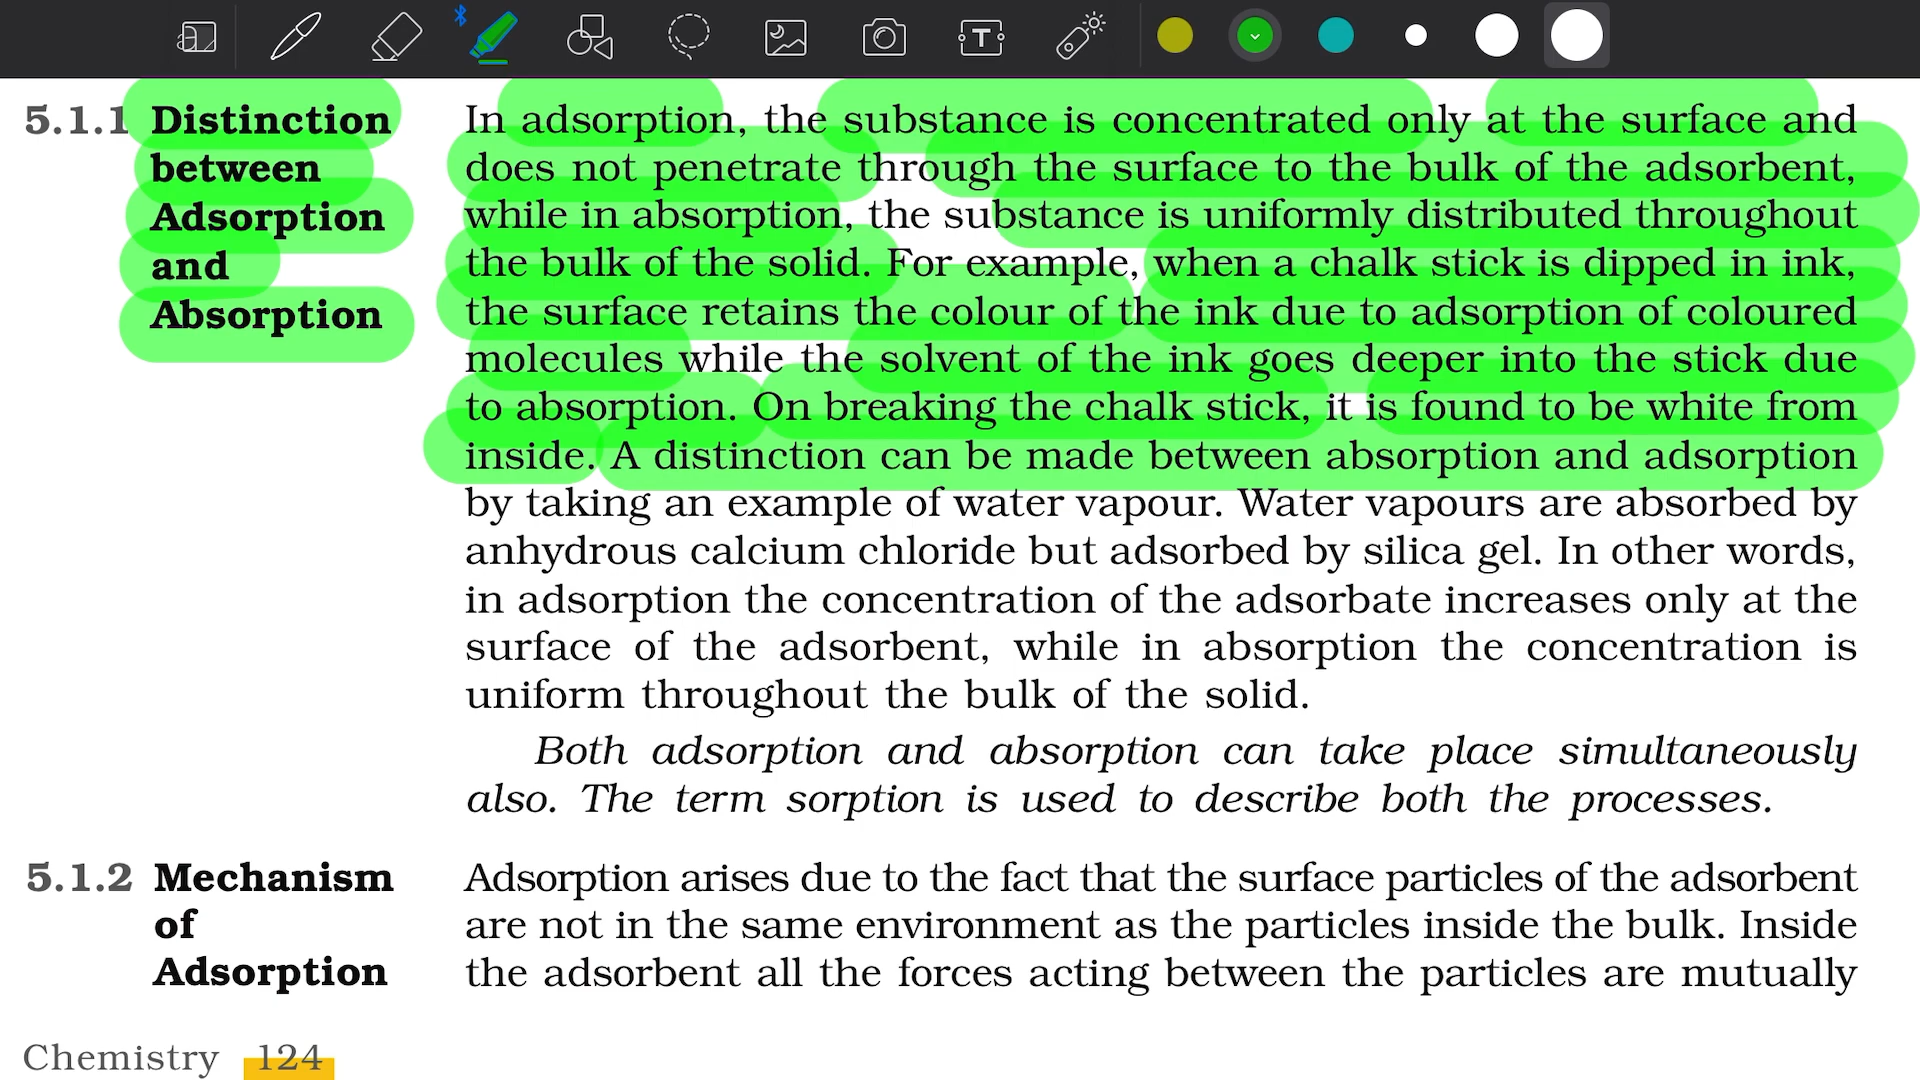 5.1.1 Distinction between Adsorption and Absorption
In adsorption, the substance is concentrated only at the surface and
does not penetrate through the surface to the bulk of the adsorbent,
while in absorption, the substance is uniformly distributed throughout
the bulk of the solid. For example, when a chalk stick is dipped in ink,
the surface retains the colour of the ink due to adsorption of coloured
molecules while the solvent of the ink goes deeper into the stick due
to absorption. On breaking the chalk stick, it is found to be white from
inside. A distinction can be made between absorption and adsorption
by taking an example of water vapour. Water vapours are absorbed by
anhydrous calcium chloride but adsorbed by silica gel. In other words,
in adsorption the concentration of the adsorbate increases only at the
surface of the adsorbent, while in absorption the concentration is
uniform throughout the bulk of the solid.
Both adsorption and absorption can take place simultaneously
also. The term sorption is used to describe both the processes.
5.1.2 Mechanism of Adsorption
Adsorption arises due to the fact that the surface particles of the adsorbent
are not in the same environment as the particles inside the bulk. Inside
the adsorbent all the forces acting between the particles are mutually
Chemistry 124